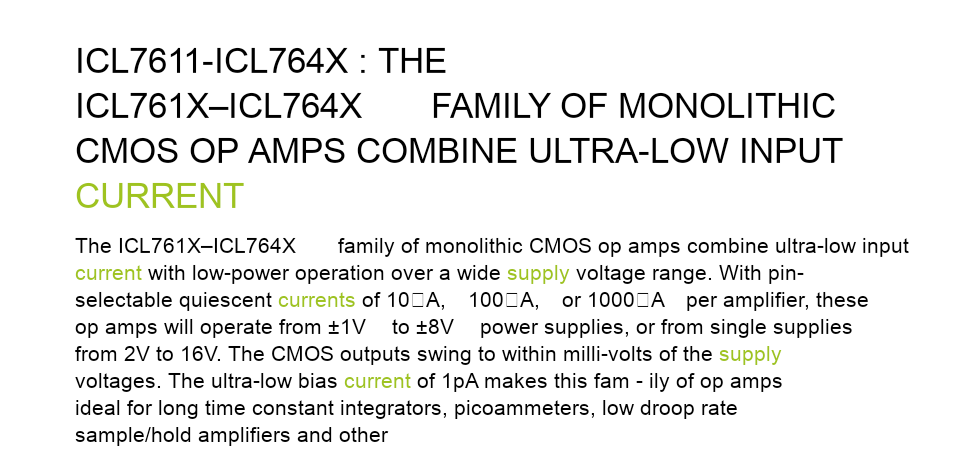 ICL7611-ICL764X : THE
ICL761X–ICL764X FAMILY OF MONOLITHIC
CMOS OP AMPS COMBINE ULTRA-LOW INPUT
CURRENT
The ICL761X–ICL764X family of monolithic CMOS op amps combine ultra-low input
current with low-power operation over a wide supply voltage range. With pin-
selectable quiescent currents of 10□A, 100□A, or 1000□A per amplifier, these
op amps will operate from ±1V to ±8V power supplies, or from single supplies
from 2V to 16V. The CMOS outputs swing to within milli-volts of the supply
voltages. The ultra-low bias current of 1pA makes this fam - ily of op amps
ideal for long time constant integrators, picoammeters, low droop rate
sample/hold amplifiers and other